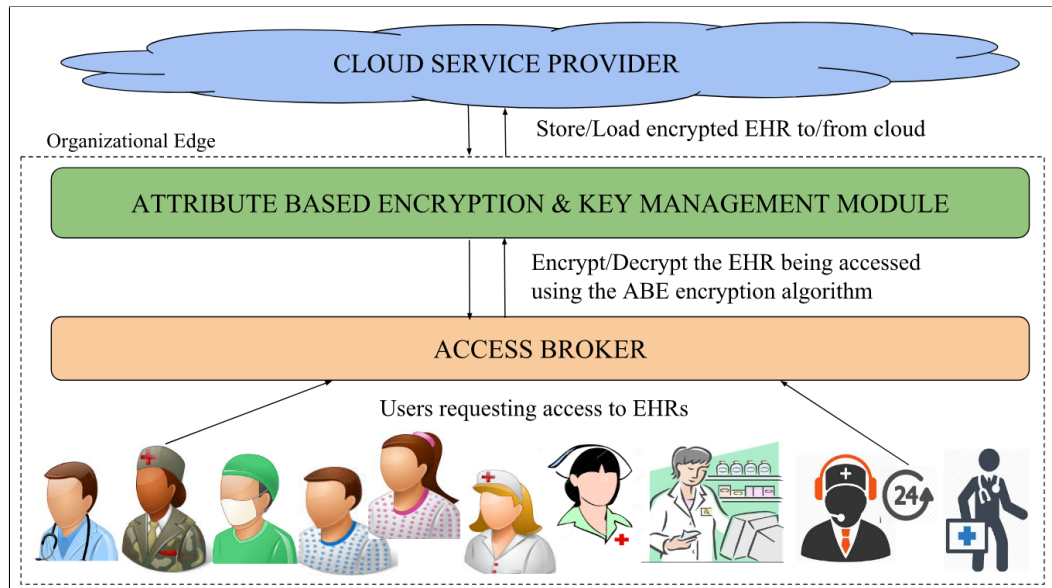 CLOUD SERVICE PROVIDER
Store/Load encrypted EHR to/from cloud
Organizational Edge
ATTRIBUTE BASED ENCRYPTION & KEY MANAGEMENT MODULE
Encrypt/Decrypt the EHR being accessed
using the ABE encryption algorithm
ACCESS BROKER
Users requesting access to EHRs
24